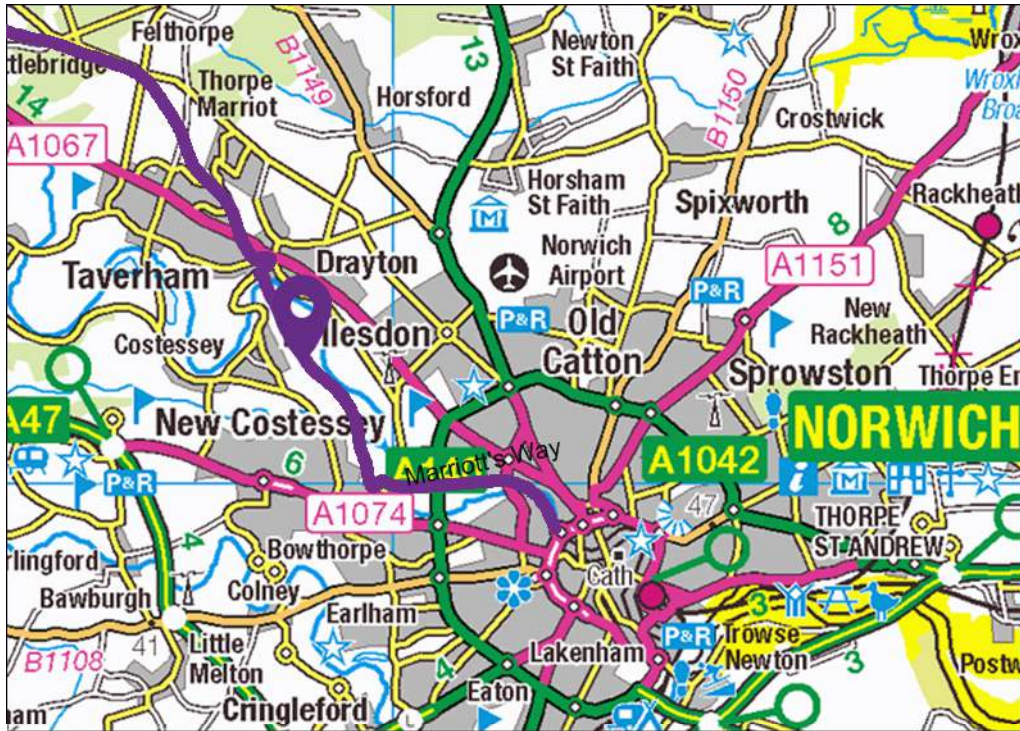 Felthorpe
ttlebridge
Thorpe
Marriot
14
A1067
B1149
Horsford
13
Newton
St Faith
B1150
Crostwick
Wrox
Wroxh
Broa
Horsham
St Faith
Spixworth
Rackheath
8
Norwich
Airport
A1151
Taverham
Drayton
P&R
P&R
New
Rackheath
Costessey
llesdon
Old
Catton
Sprowston
Thorpe En
A47
New Costessey
6
P&R
A1074
Marriott's Way
A1042
NORWICH
47
THORPE
ST ANDREW
rlingford
4
Bowthorpe
Bawburgh
Colney
Earlham
Cath
3
41
B1108
Little
Melton
Cringleford
4
Eaton
Lakenham
P&R
Trowse
Newton
3
Postw
ham
L